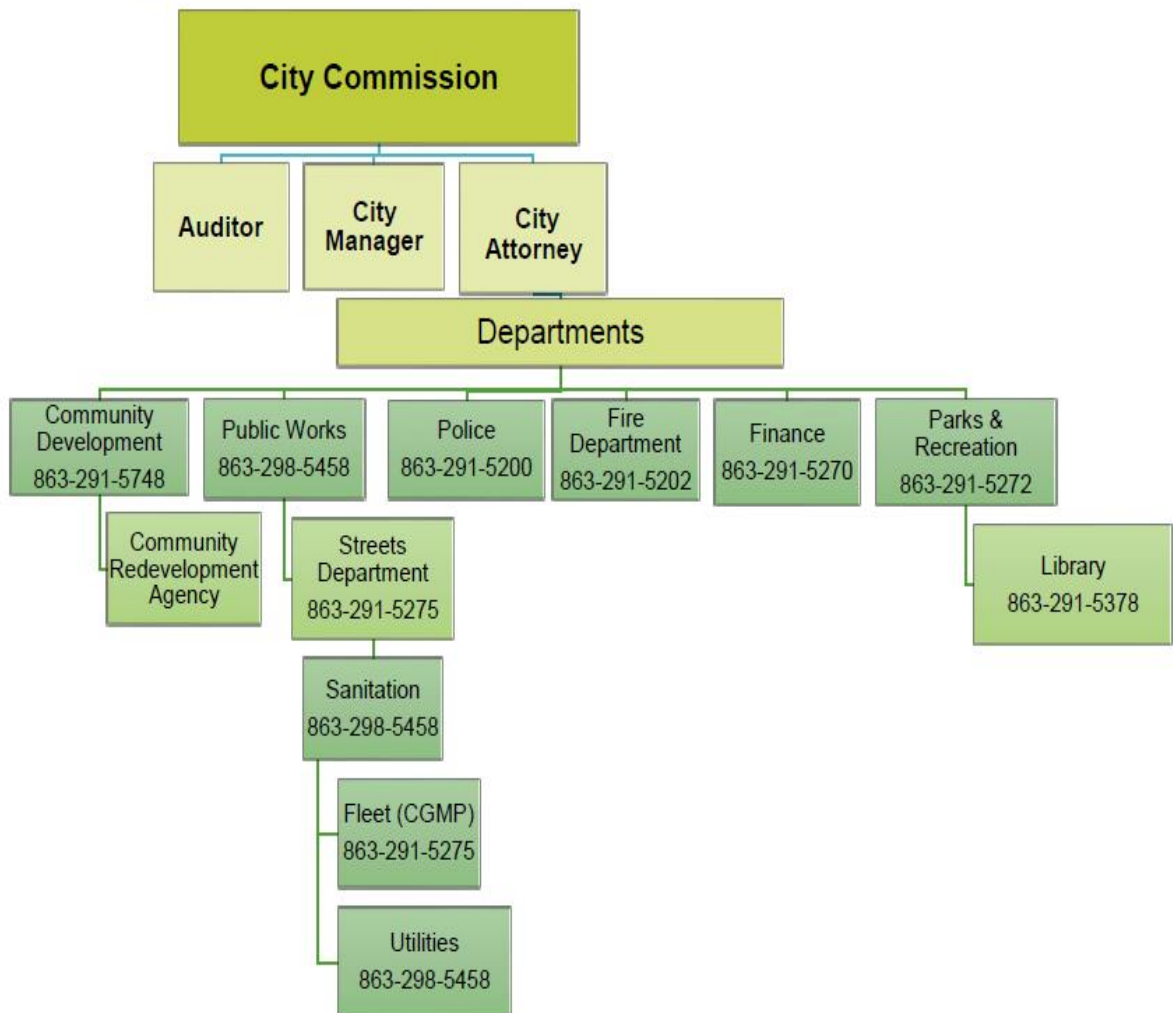 City Commission
Auditor
City
Manager
City
Attorney
Departments
Community
Development
863-291-5748
Public Works
863-298-5458
Police
863-291-5200
Fire
Department
863-291-5202
Finance
863-291-5270
Parks &
Recreation
863-291-5272
Community
Redevelopment
Agency
Streets
Department
863-291-5275
Library
863-291-5378
Sanitation
863-298-5458
Fleet (CGMP)
863-291-5275
Utilities
863-298-5458